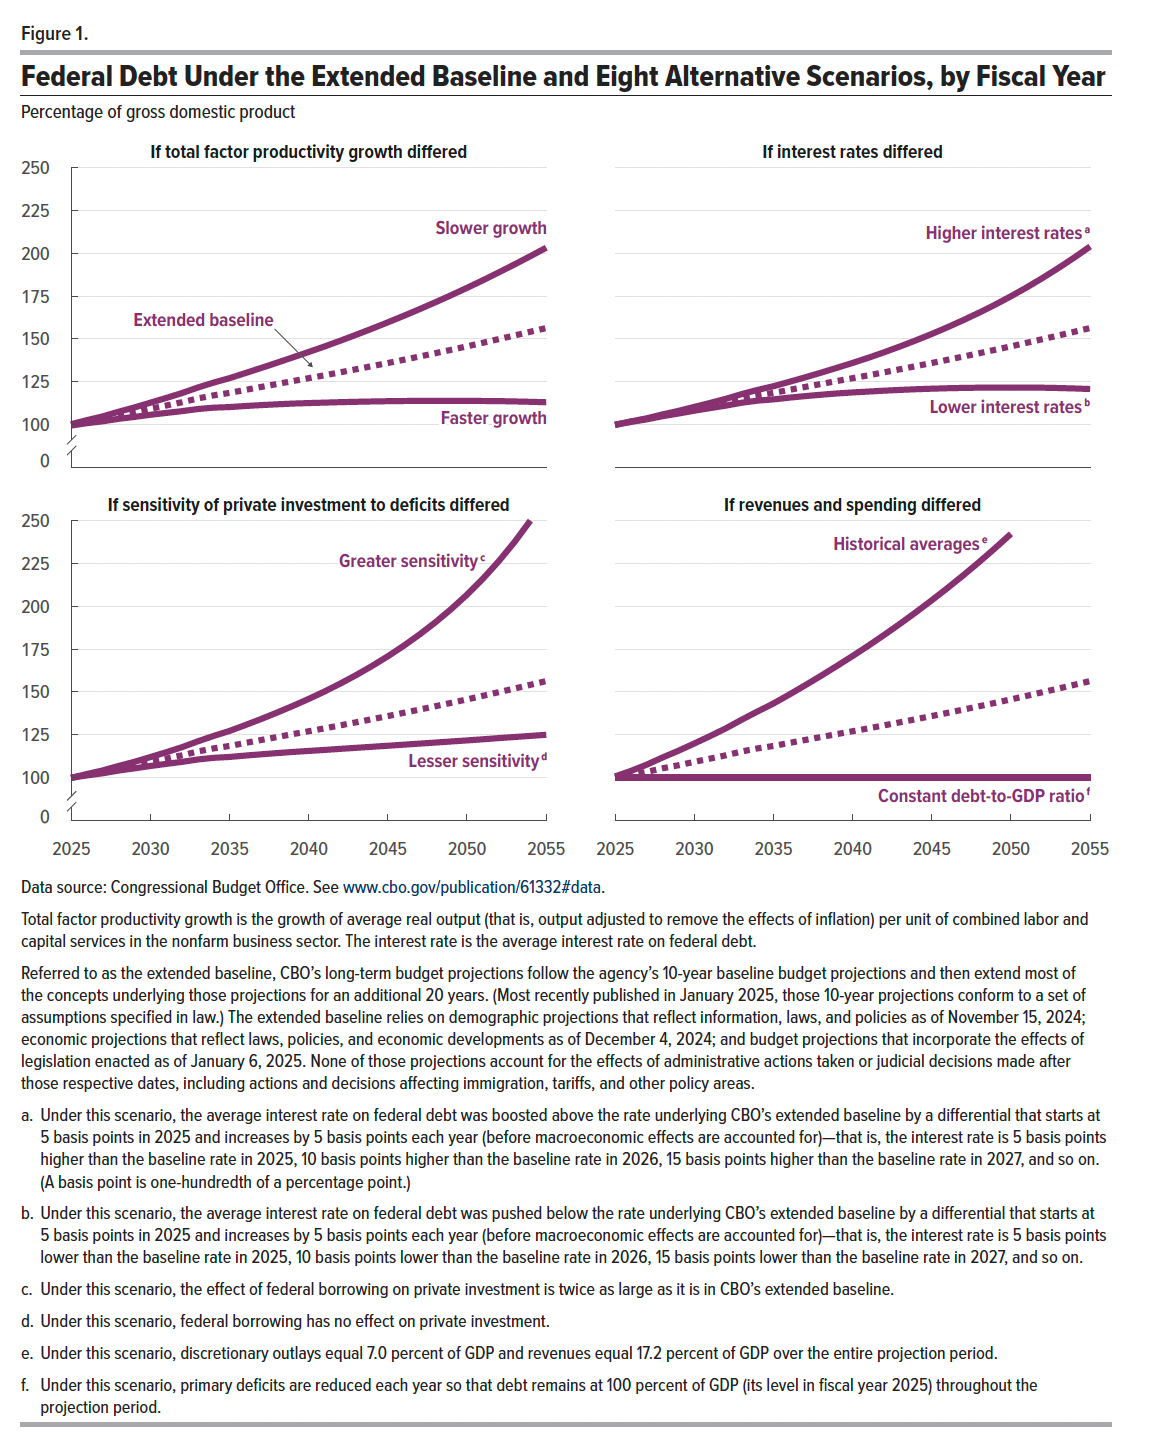 Figure 1.
Federal Debt Under the Extended Baseline and Eight Alternative Scenarios, by Fiscal Year
Percentage of gross domestic product
If total factor productivity growth differed
250
225
200
175
150
125
100
0
Slower growth
Extended baseline
Faster growth
If interest rates differed
Higher interest rates a
Lower interest rates b
If sensitivity of private investment to deficits differed
250
225
200
175
150
125
100
0
Greater sensitivity c
Lesser sensitivity d
2025 2030 2035 2040 2045 2050 2055
If revenues and spending differed
Historical averages e
Constant debt-to-GDP ratio f
2025 2030 2035 2040 2045 2050 2055
Data source: Congressional Budget Office. See www.cbo.gov/publication/61332#data.
Total factor productivity growth is the growth of average real output (that is, output adjusted to remove the effects of inflation) per unit of combined labor and
capital services in the nonfarm business sector. The interest rate is the average interest rate on federal debt.
Referred to as the extended baseline, CBO's long-term budget projections follow the agency's 10-year baseline budget projections and then extend most of
the concepts underlying those projections for an additional 20 years. (Most recently published in January 2025, those 10-year projections conform to a set of
assumptions specified in law.) The extended baseline relies on demographic projections that reflect information, laws, and policies as of November 15, 2024;
economic projections that reflect laws, policies, and economic developments as of December 4, 2024; and budget projections that incorporate the effects of
legislation enacted as of January 6, 2025. None of those projections account for the effects of administrative actions taken or judicial decisions made after
those respective dates, including actions and decisions affecting immigration, tariffs, and other policy areas.
a. Under this scenario, the average interest rate on federal debt was boosted above the rate underlying CBO's extended baseline by a differential that starts at
5 basis points in 2025 and increases by 5 basis points each year (before macroeconomic effects are accounted for)—that is, the interest rate is 5 basis points
higher than the baseline rate in 2025, 10 basis points higher than the baseline rate in 2026, 15 basis points higher than the baseline rate in 2027, and so on.
(A basis point is one-hundredth of a percentage point.)
b. Under this scenario, the average interest rate on federal debt was pushed below the rate underlying CBO's extended baseline by a differential that starts at
5 basis points in 2025 and increases by 5 basis points each year (before macroeconomic effects are accounted for)—that is, the interest rate is 5 basis points
lower than the baseline rate in 2025, 10 basis points lower than the baseline rate in 2026, 15 basis points lower than the baseline rate in 2027, and so on.
c. Under this scenario, the effect of federal borrowing on private investment is twice as large as it is in CBO's extended baseline.
d. Under this scenario, federal borrowing has no effect on private investment.
e. Under this scenario, discretionary outlays equal 7.0 percent of GDP and revenues equal 17.2 percent of GDP over the entire projection period.
f. Under this scenario, primary deficits are reduced each year so that debt remains at 100 percent of GDP (its level in fiscal year 2025) throughout the
projection period.